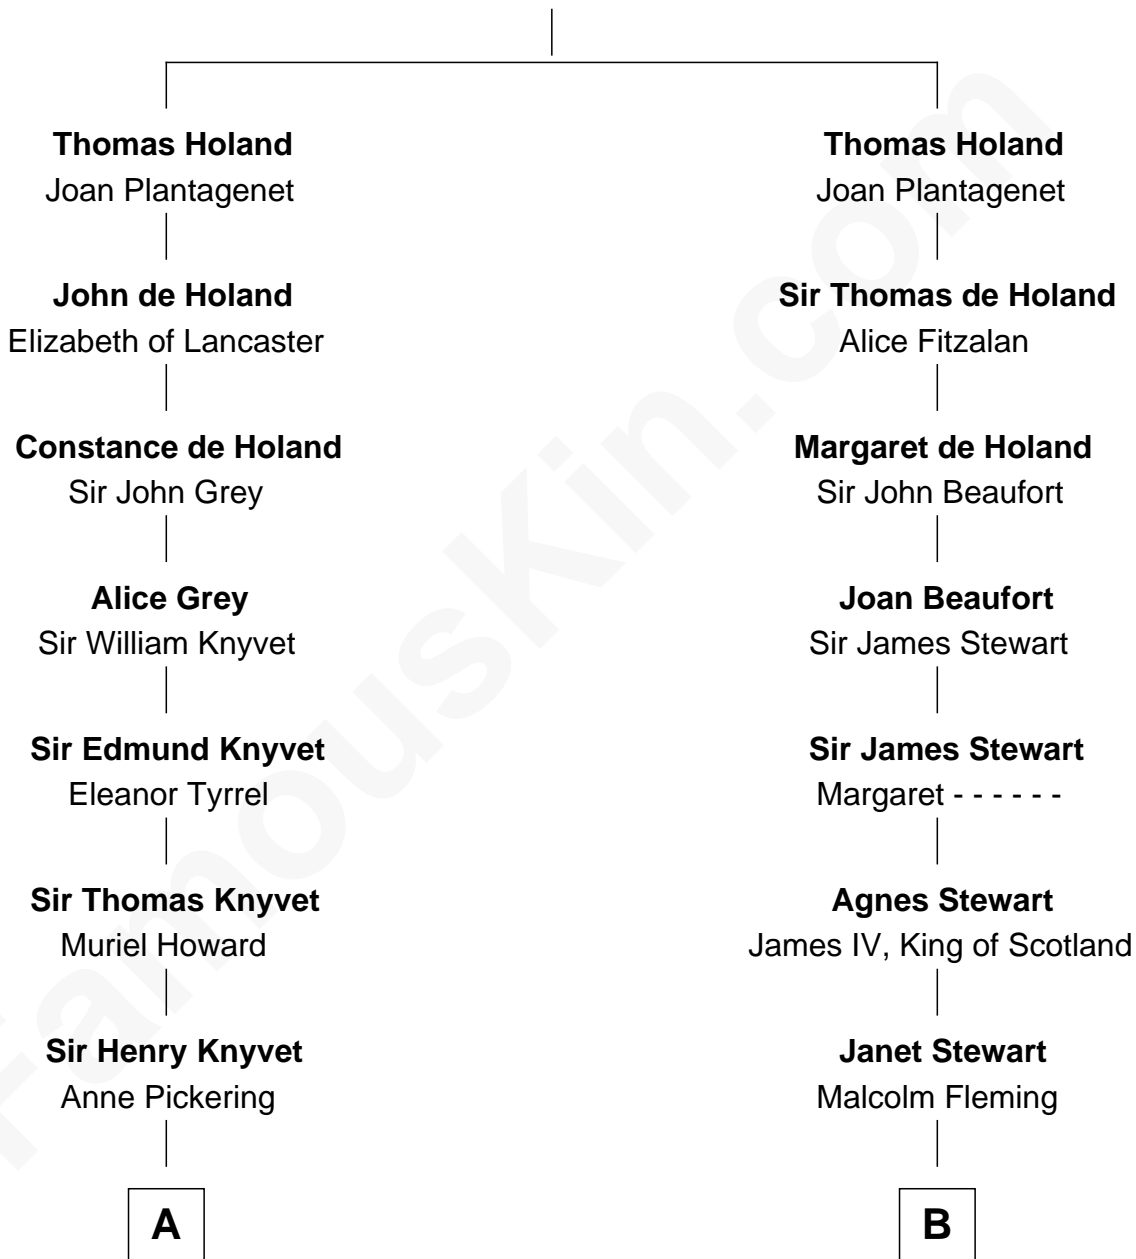 Thomas Holand
Joan Plantagenet
John de Holand
Elizabeth of Lancaster
Constance de Holand
Sir John Grey
Alice Grey
Sir William Knyvet
Sir Edmund Knyvet
Eleanor Tyrrel
Sir Thomas Knyvet
Muriel Howard
Sir Henry Knyvet
Anne Pickering
A
Thomas Holand
Joan Plantagenet
Sir Thomas de Holand
Alice Fitzalan
Margaret de Holand
Sir John Beaufort
Joan Beaufort
Sir James Stewart
Sir James Stewart
Margaret - - - - - -
Agnes Stewart
James IV, King of Scotland
Janet Stewart
Malcolm Fleming
B
FamousKin.com